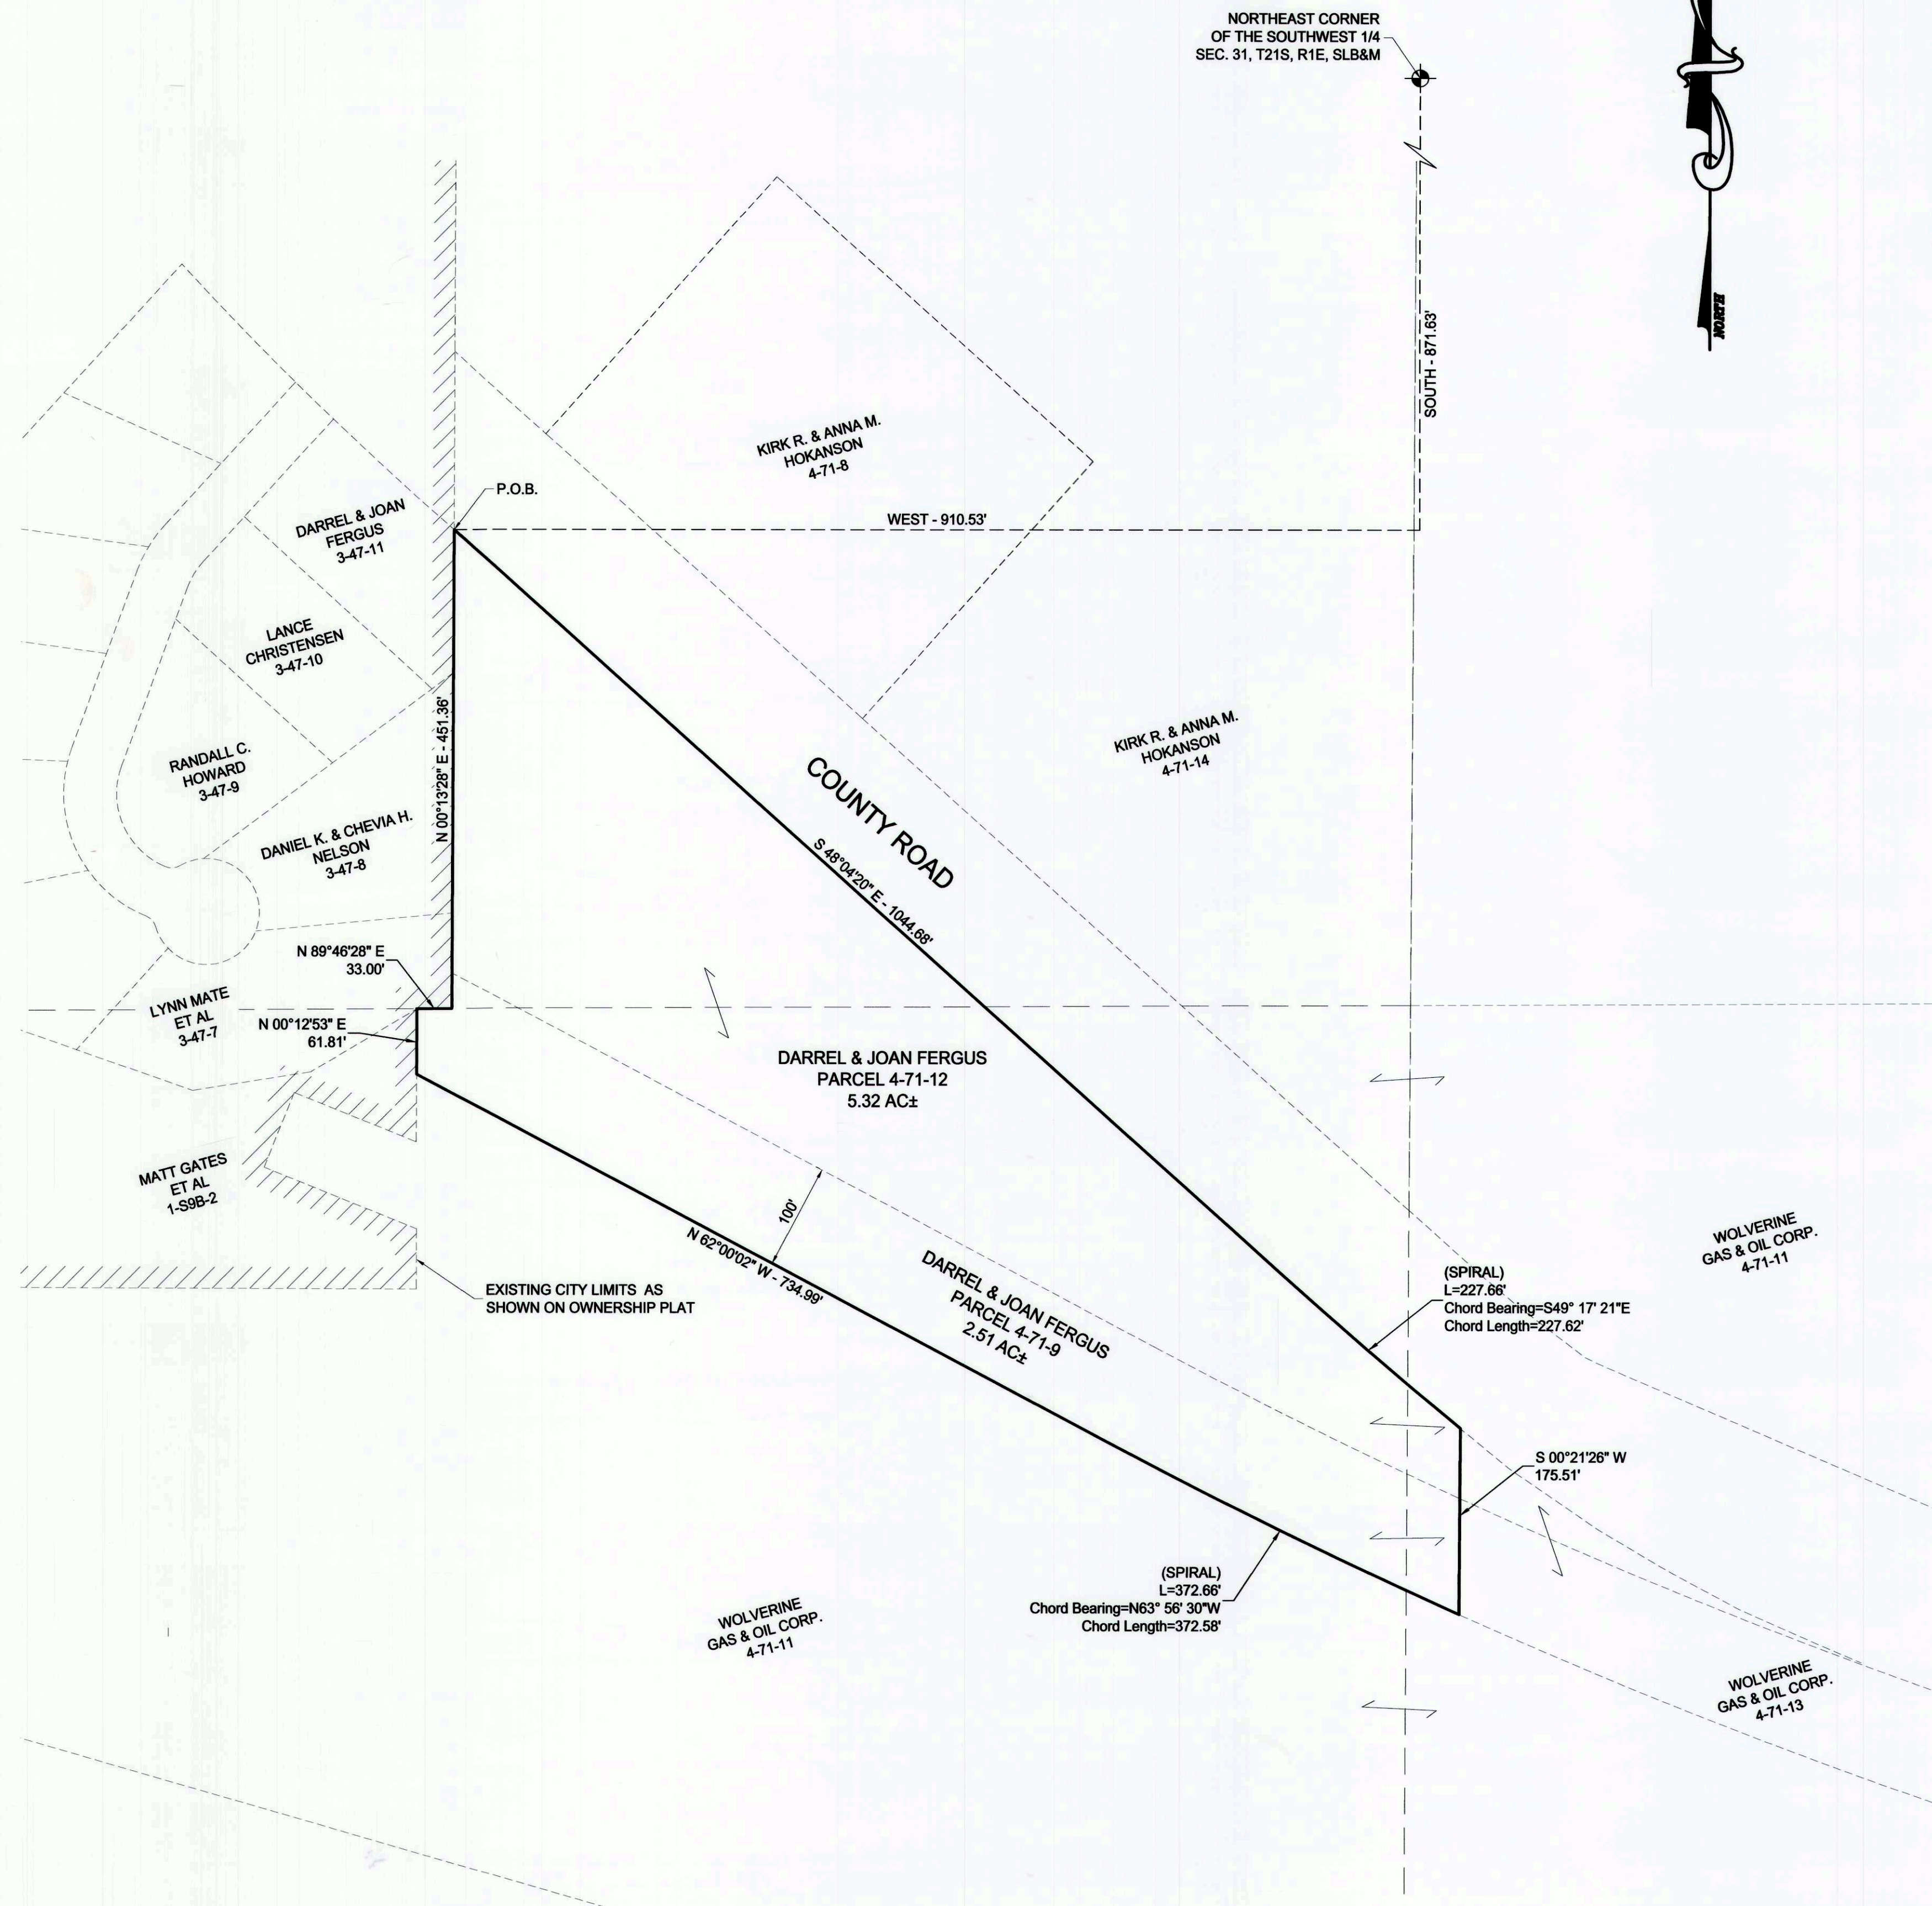 NORTHEAST CORNER
OF THE SOUTHWEST 1/4
SEC. 31, T21S, R1E, SLB&M
NORTH
SOUTH - 871.63'
KIRK R. & ANNA M.
HOKANSON
4-71-8
P.O.B.
WEST - 910.53'
DARREL & JOAN
FERGUS
3-47-11
LANCE
CHRISTENSEN
3-47-10
N 00°13'28" E - 451.36'
KIRK R. & ANNA M.
HOKANSON
4-71-14
RANDALL C.
HOWARD
3-47-9
COUNTY ROAD
S 48°04'20" E - 1044.68'
DANIEL K. & CHEVIA H.
NELSON
3-47-8
N 89°46'28" E
33.00'
LYNN MATE
ET AL
3-47-7
N 00°12'53" E
61.81'
DARREL & JOAN FERGUS
PARCEL 4-71-12
5.32 AC±
MATT GATES
ET AL
1-S9B-2
100'
N 62°00'02" W - 734.99'
WOLVERINE
GAS & OIL CORP.
4-71-11
EXISTING CITY LIMITS AS
SHOWN ON OWNERSHIP PLAT
DARREL & JOAN FERGUS
PARCEL 4-71-9
2.51 AC±
(SPIRAL)
L=227.66'
Chord Bearing=S49° 17' 21"E
Chord Length=227.62'
S 00°21'26" W
175.51'
(SPIRAL)
L=372.66'
Chord Bearing=N63° 56' 30"W
Chord Length=372.58'
WOLVERINE
GAS & OIL CORP.
4-71-11
WOLVERINE
GAS & OIL CORP.
4-71-13